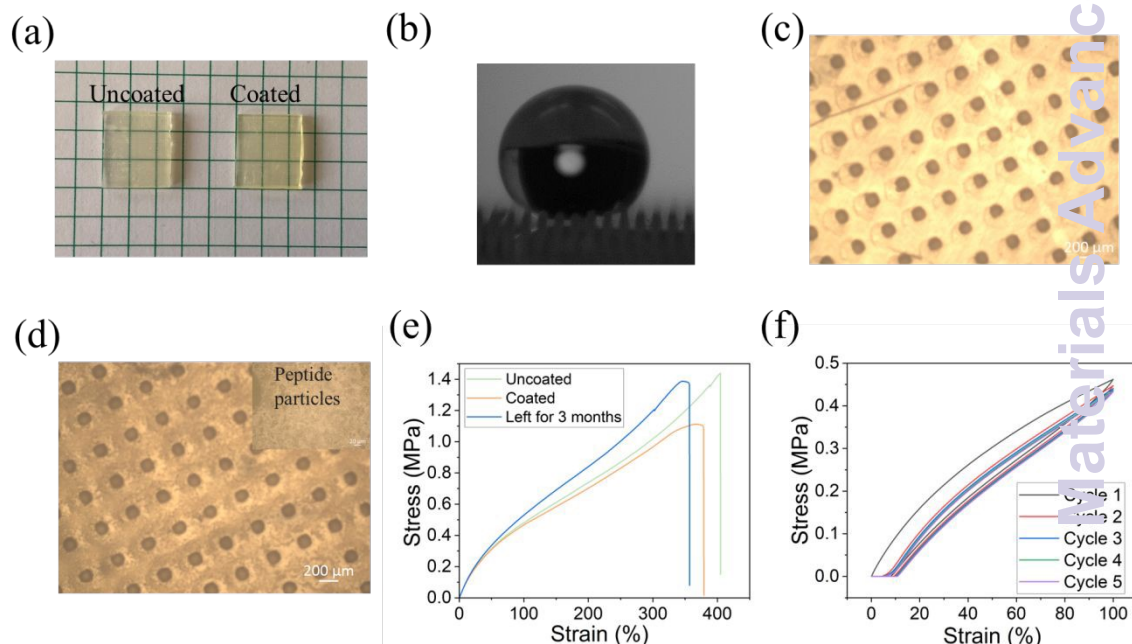 (a)
Uncoated
Coated
(b)
(c)
200 μm
(d)
Peptide
particles
200 μm
(e)
Stress (MPa)
1.4
1.2
1.0
0.8
0.6
0.4
0.2
0.0
Uncoated
Coated
Left for 3 months
0
100
200
300
400
Strain (%)
(f)
Stress (MPa)
0.5
0.4
0.3
0.2
0.1
0.0
Cycle 1
Cycle 2
Cycle 3
Cycle 4
Cycle 5
0
20
40
60
80
100
Strain (%)
Materials Advanc